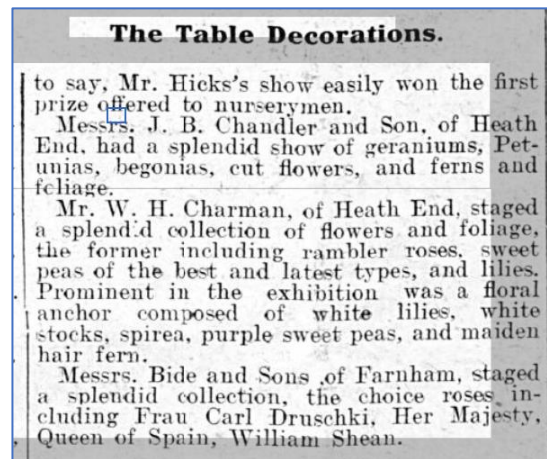 The Table Decorations.
to say, Mr. Hicks's show easily won the first
prize offered to nurserymen.
Messrs. J. B. Chandler and Son, of Heath
End, had a splendid show of geraniums, Pet-
unias, begonias, cut flowers, and ferns and
foliage.
Mr. W. H. Charman, of Heath End, staged
a splendid collection of flowers and foliage,
the former including rambler roses, sweet
peas of the best and latest types, and lilies.
Prominent in the exhibition was a floral
anchor composed of white lilies, white
stocks, spirea, purple sweet peas, and maiden
hair fern.
Messrs. Bide and Sons ,of Farnham, staged
a splendid collection, the choice roses in-
cluding Frau Carl Druschki, Her Majesty,
Queen of Spain, William Shean.